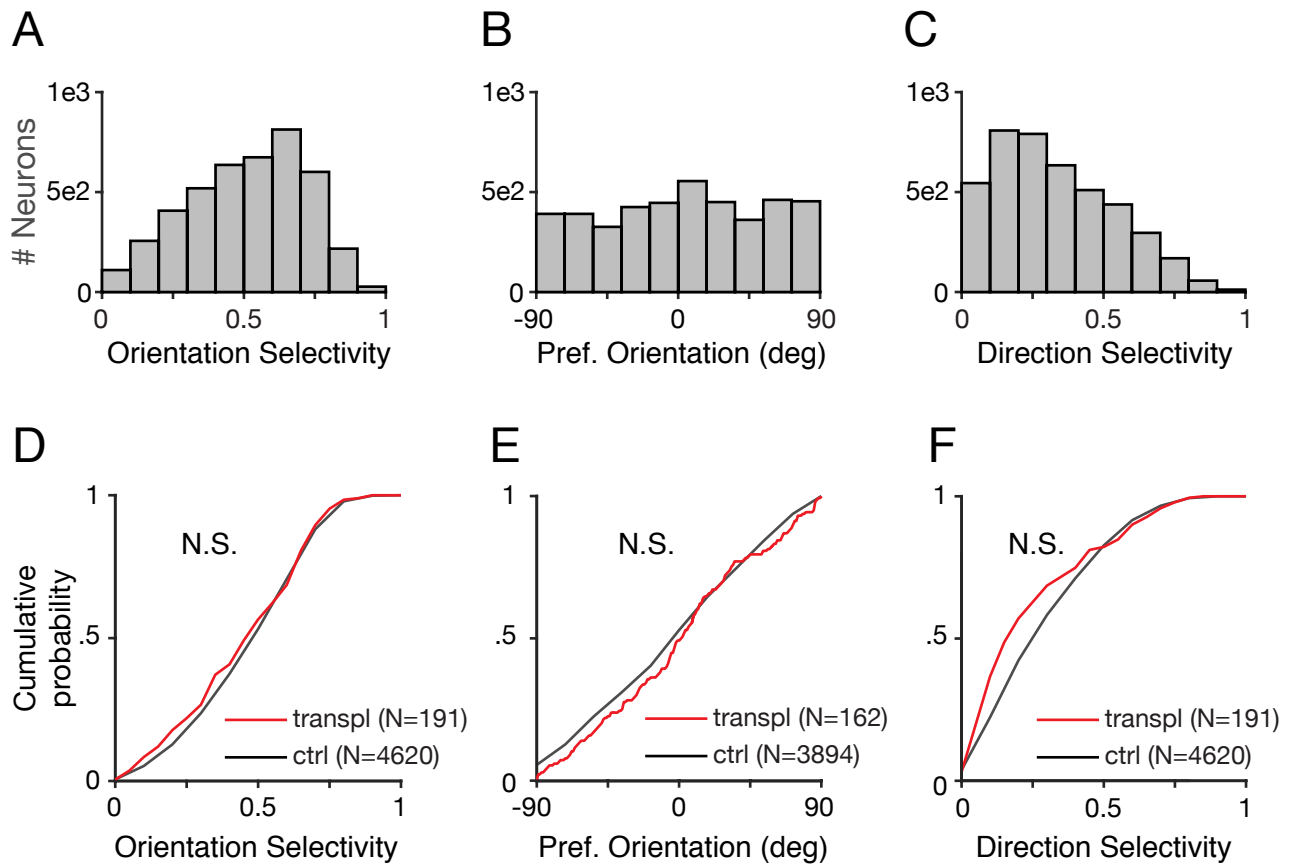 A
B
C
# Neurons
1e3
5e2
0
0
0.5
1
Orientation Selectivity
1e3
5e2
0
-90
0
90
Pref. Orientation (deg)
1e3
5e2
0
0
0.5
1
Direction Selectivity
D
E
F
Cumulative
probability
1
.5
0
N.S.
transpl (N=191)
ctrl (N=4620)
0
0.5
1
Orientation Selectivity
1
.5
0
N.S.
transpl (N=162)
ctrl (N=3894)
-90
0
90
Pref. Orientation (deg)
1
.5
0
N.S.
transpl (N=191)
ctrl (N=4620)
0
0.5
1
Direction Selectivity